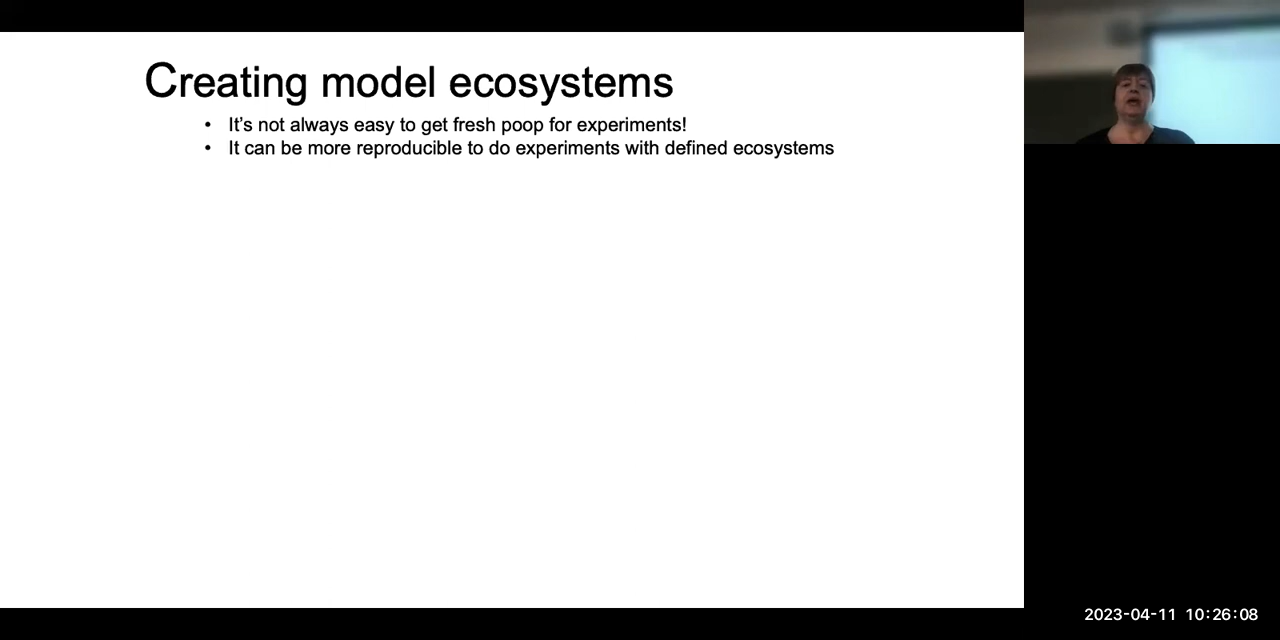 Creating model ecosystems
• It's not always easy to get fresh poop for experiments!
• It can be more reproducible to do experiments with defined ecosystems
2023-04-11 10:26:08